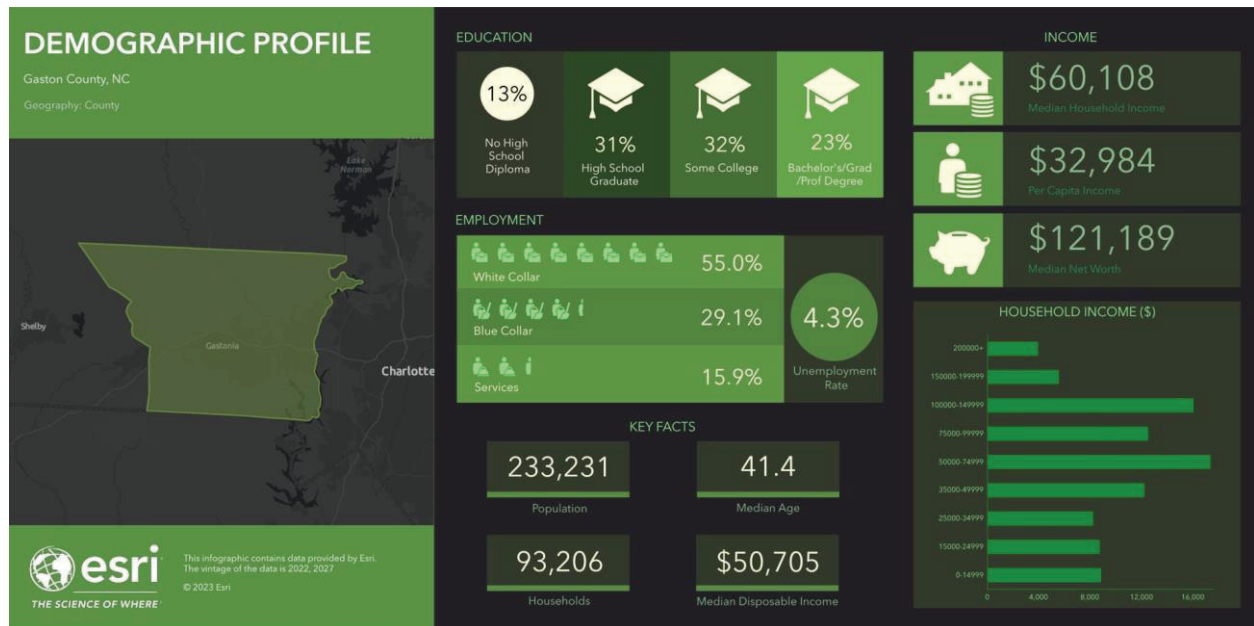 DEMOGRAPHIC PROFILE
Gaston County, NC
Geography: County
Lake
Norman
Shelby
Gastonia
Charlotte
esri
THE SCIENCE OF WHERE
This infographic contains data provided by Esri.
The vintage of the data is 2022, 2027
© 2023 Esri
EDUCATION
13%
No High
School
Diploma
31%
High School
Graduate
32%
Some College
23%
Bachelor's/Grad
/Prof Degree
EMPLOYMENT
White Collar
55.0%
Blue Collar
29.1%
Services
15.9%
4.3%
Unemployment
Rate
KEY FACTS
233,231
Population
41.4
Median Age
93,206
Households
$50,705
Median Disposable Income
INCOME
$60,108
Median Household Income
$32,984
Per Capita Income
$121,189
Median Net Worth
HOUSEHOLD INCOME ($)
200000+
150000-199999
100000-149999
75000-99999
50000-74999
35000-49999
25000-34999
15000-24999
0-14999
0 4,000 8,000 12,000 16,000